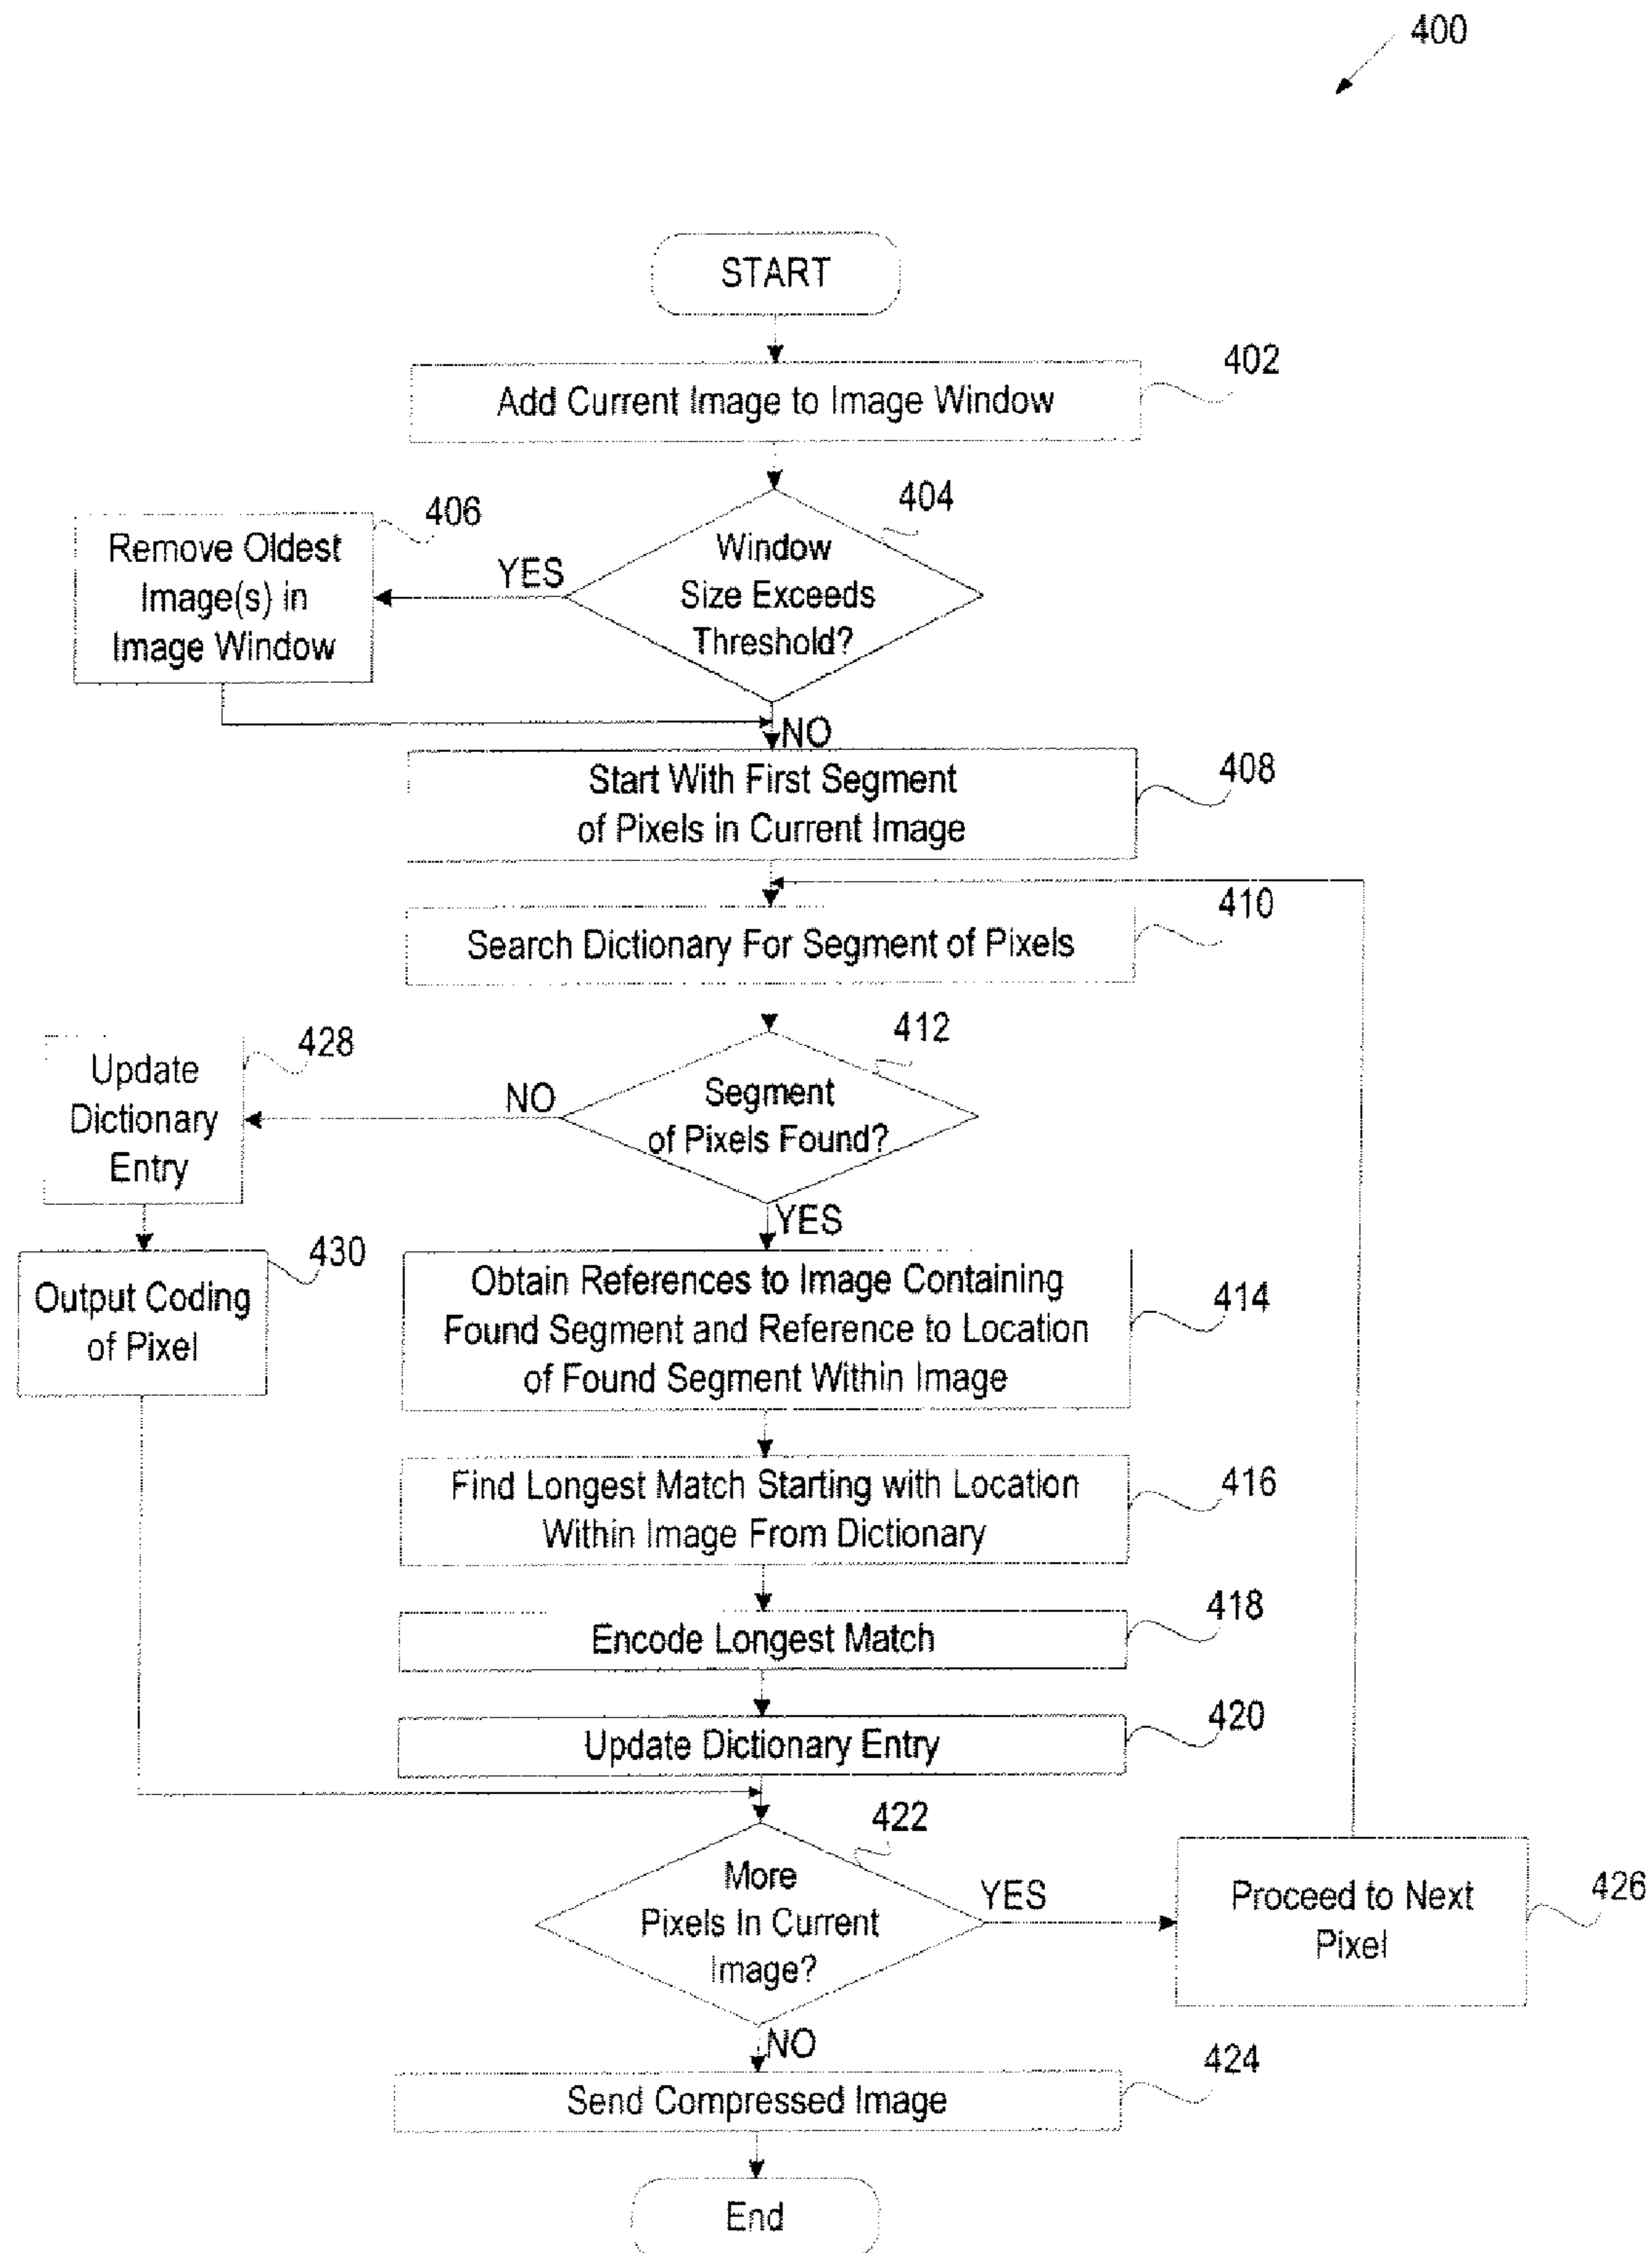 400
START
402
Add Current Image to Image Window
404
406
Window
Size Exceeds
Threshold?
YES
Remove Oldest
Image(s) in
Image Window
NO
408
Start With First Segment
of Pixels in Current Image
410
Search Dictionary For Segment of Pixels
412
Segment
of Pixels Found?
NO
428
Update
Dictionary
Entry
430
Output Coding
of Pixel
YES
Obtain References to Image Containing
Found Segment and Reference to Location
of Found Segment Within Image
414
Find Longest Match Starting with Location
Within Image From Dictionary
416
Encode Longest Match
418
Update Dictionary Entry
420
422
More
Pixels In Current
Image?
YES
Proceed to Next
Pixel
426
NO
424
Send Compressed Image
End